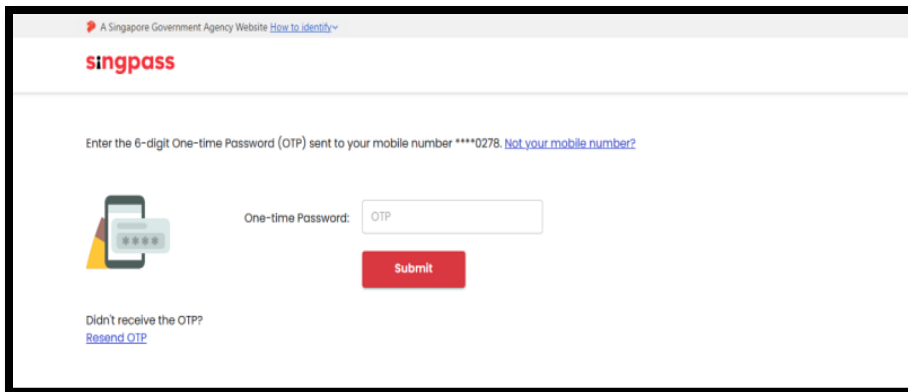 A Singapore Government Agency Website How to identify
singpass
Enter the 6-digit One-time Password (OTP) sent to your mobile number ****0278. Not your mobile number?
****
One-time Password:
OTP
Submit
Didn't receive the OTP?
Resend OTP